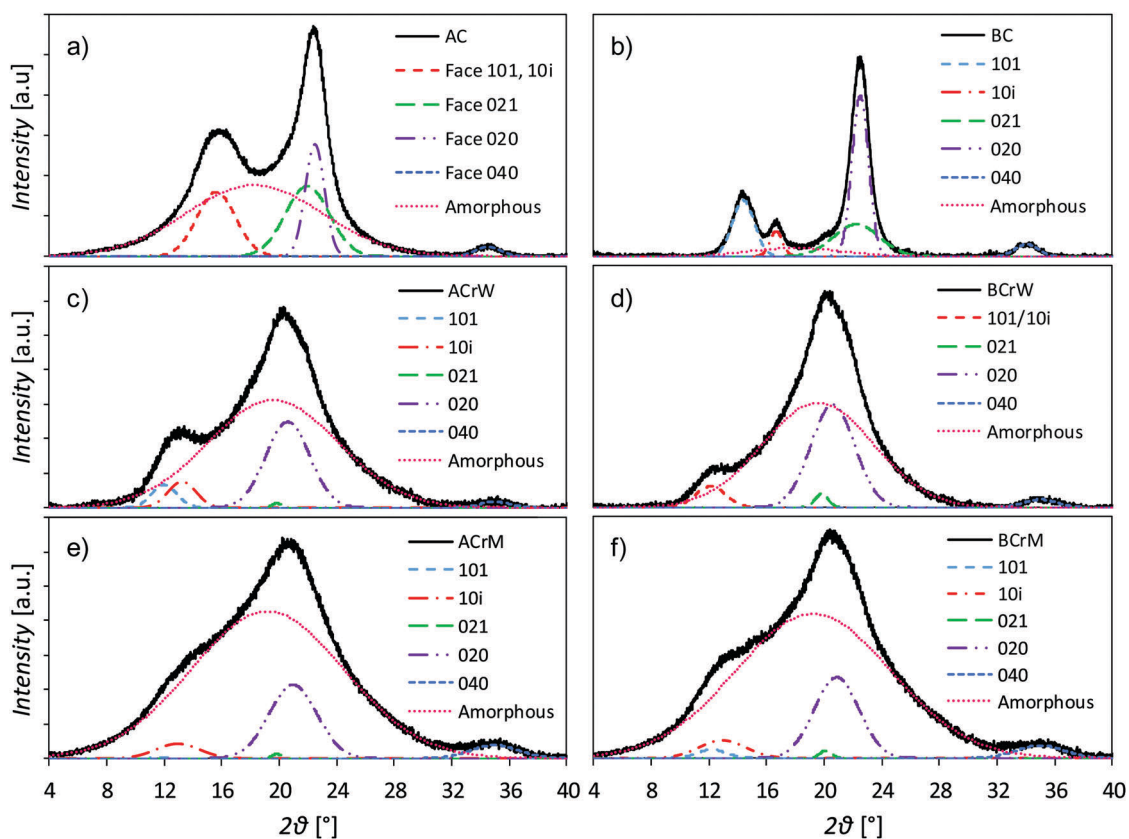 a)
AC
Face 101, 10i
Face 021
Face 020
Face 040
Amorphous
Intensity [a.u]
b)
BC
101
10i
021
020
040
Amorphous
Intensity [a.u]
c)
ACrW
101
10i
021
020
040
Amorphous
Intensity [a.u.]
d)
BCrW
101/10i
021
020
040
Amorphous
Intensity [a.u.]
e)
ACrM
101
10i
021
020
040
Amorphous
Intensity [a.u.]
4 8 12 16 20 24 28 32 36 40
2ϑ [°]
f)
BCrM
101
10i
021
020
040
Amorphous
Intensity [a.u.]
4 8 12 16 20 24 28 32 36 40
2ϑ [°]